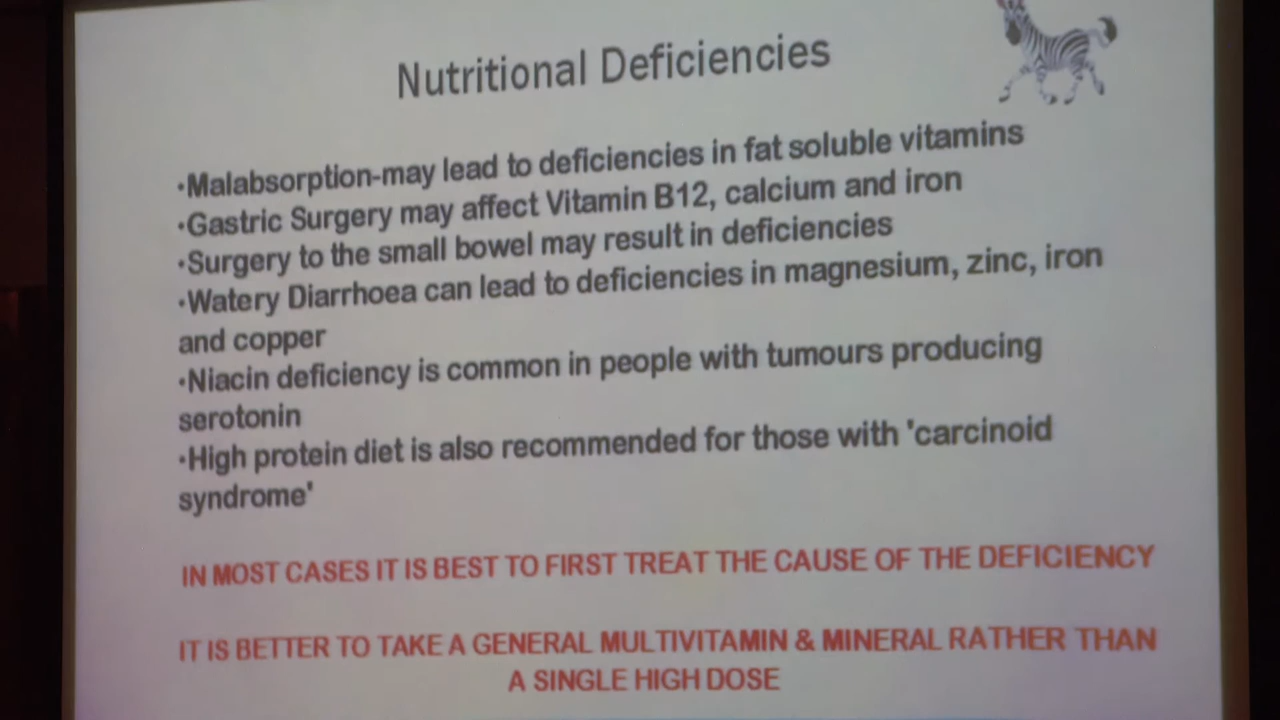 Nutritional Deficiencies
•Malabsorption-may lead to deficiencies in fat soluble vitamins
•Gastric Surgery may affect Vitamin B12, calcium and iron
•Surgery to the small bowel may result in deficiencies
•Watery Diarrhoea can lead to deficiencies in magnesium, zinc, iron
and copper
•Niacin deficiency is common in people with tumours producing
serotonin
•High protein diet is also recommended for those with 'carcinoid
syndrome'
IN MOST CASES IT IS BEST TO FIRST TREAT THE CAUSE OF THE DEFICIENCY
IT IS BETTER TO TAKE A GENERAL MULTIVITAMIN & MINERAL RATHER THAN
A SINGLE HIGH DOSE